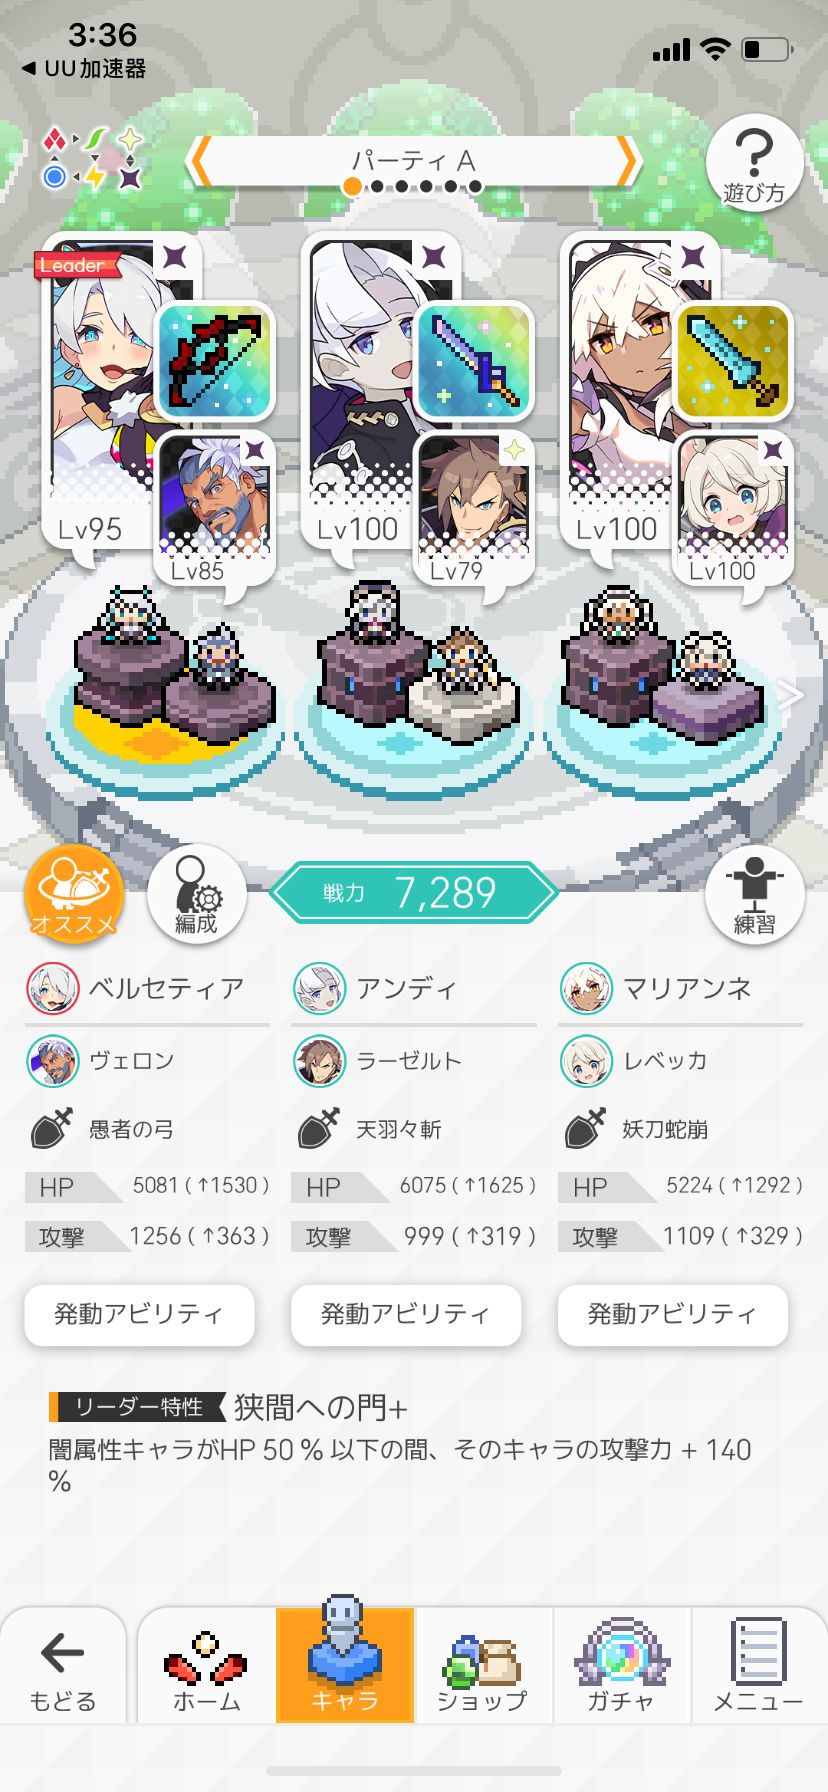 3:36
◀ UU加速器
パーティ A
遊び方
Leader
Lv95
Lv85
Lv100
Lv79
Lv100
Lv100
オススメ
編成
戦力 7,289
練習
ベルセティア アンディ マリアンネ
ヴェロン ラーゼルト レベッカ
愚者の弓 天羽々斬 妖刀蛇崩
HP 5081 ( ↑1530 ) HP 6075 ( ↑1625 ) HP 5224 ( ↑1292 )
攻撃 1256 ( ↑363 ) 攻撃 999 ( ↑319 ) 攻撃 1109 ( ↑329 )
発動アビリティ 発動アビリティ 発動アビリティ
リーダー特性 狭間への門+
闇属性キャラがHP 50 % 以下の間、そのキャラの攻撃力 + 140
%
もどる ホーム キャラ ショップ ガチャ メニュー